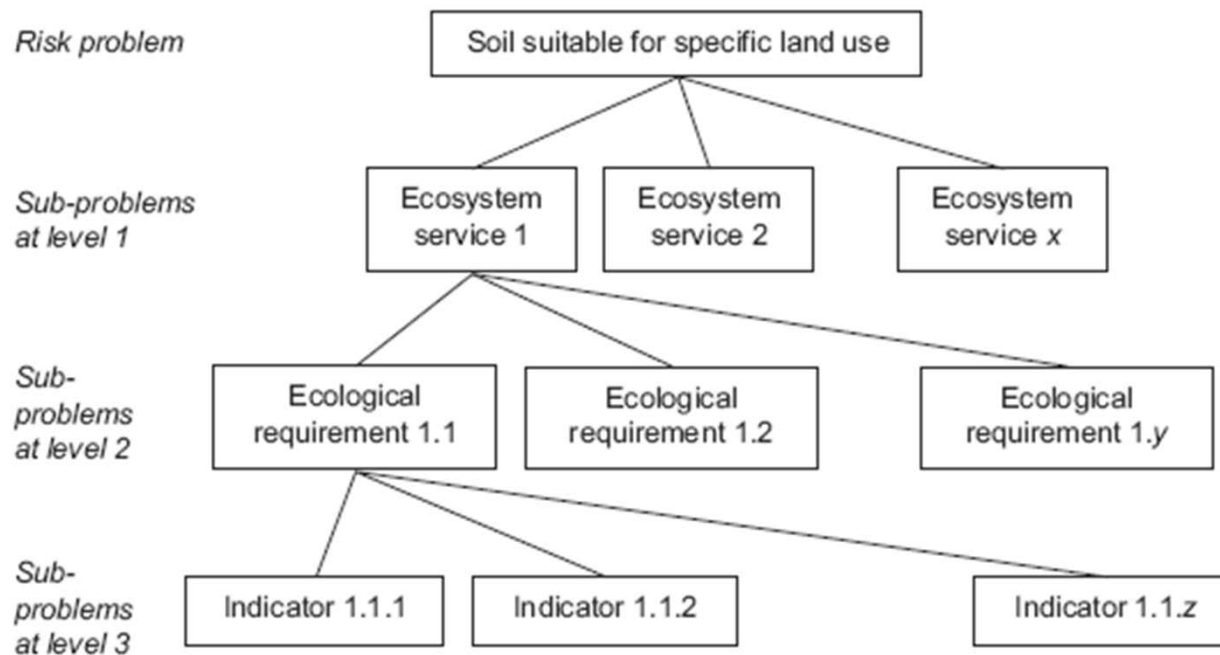 Risk problem
Soil suitable for specific land use
Sub-problems
at level 1
Ecosystem
service 1
Ecosystem
service 2
Ecosystem
service x
Sub-
problems
at level 2
Ecological
requirement 1.1
Ecological
requirement 1.2
Ecological
requirement 1.y
Sub-
problems
at level 3
Indicator 1.1.1
Indicator 1.1.2
Indicator 1.1.z